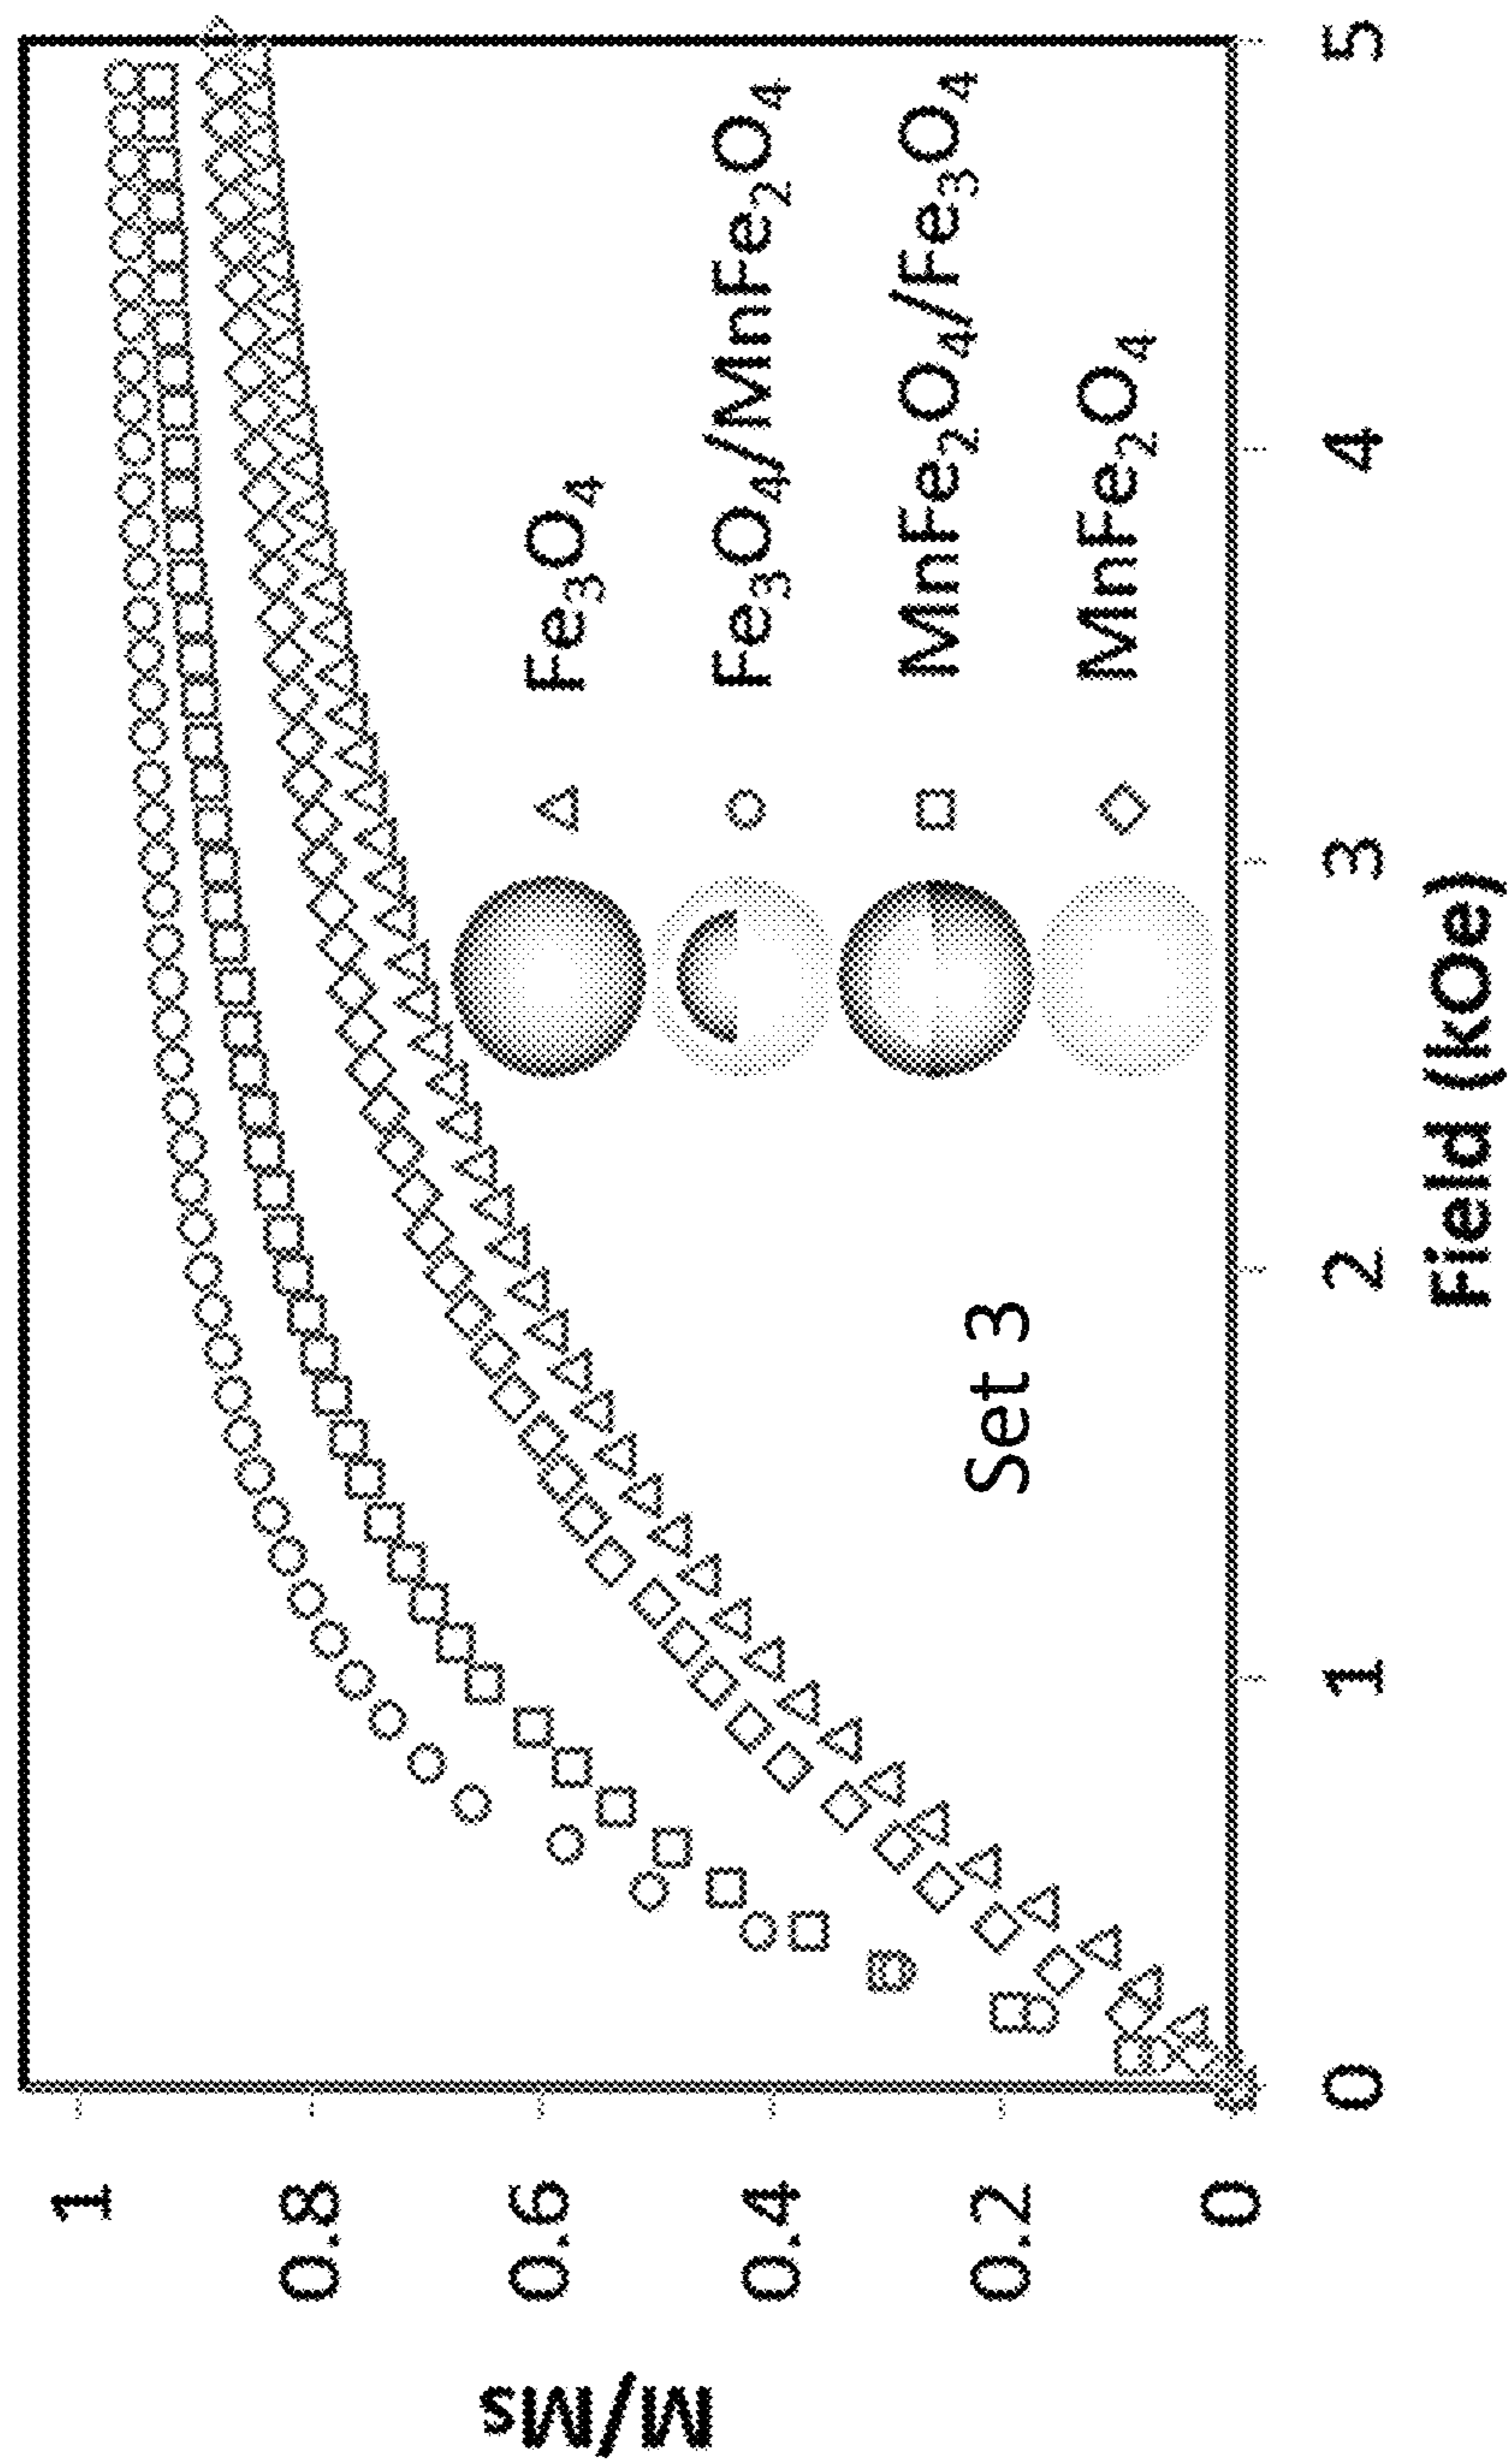 M/Ms
1
0.8
0.6
0.4
0.2
0
Fe₃O₄
Fe₃O₄/MnFe₂O₄
MnFe₂O₄/Fe₃O₄
MnFe₂O₄
Set 3
0 1 2 3 4 5
Field (kOe)